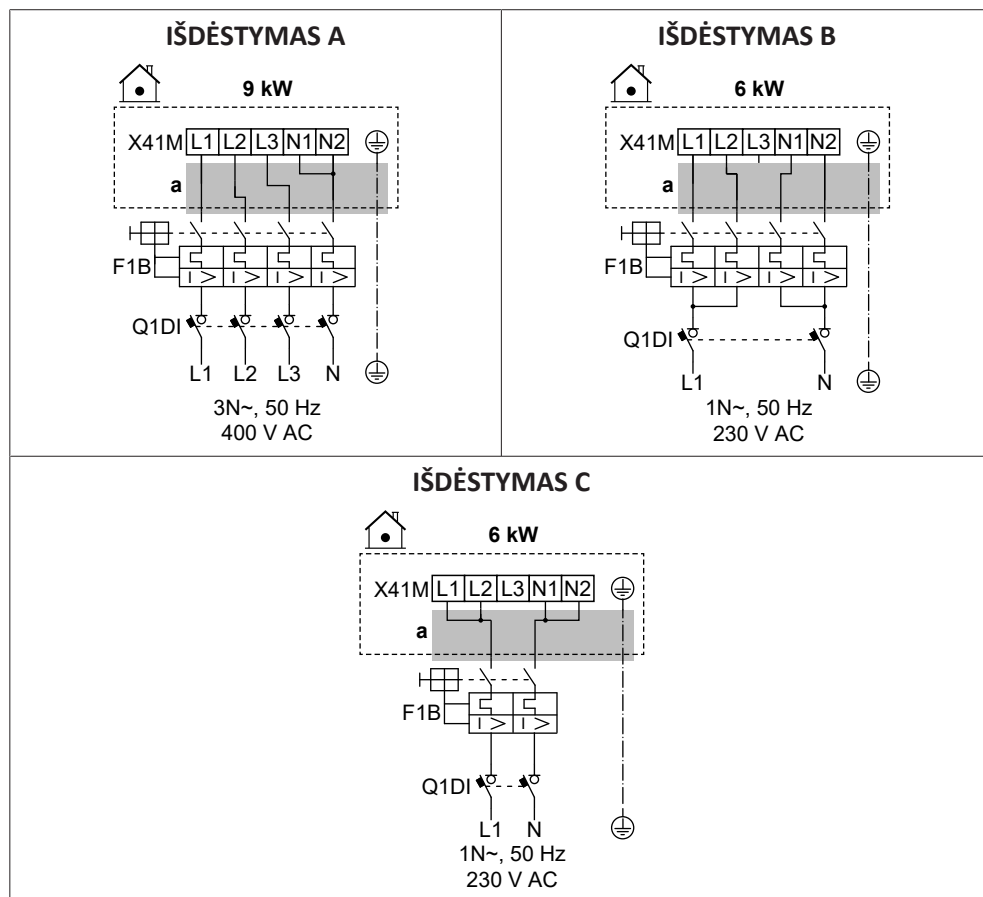 IŠDĖSTYMAS A
9 kW
X41M L1 L2 L3 N1 N2
a
F1B
I > I > I > I >
Q1DI
L1 L2 L3 N
3N~, 50 Hz
400 V AC
IŠDĖSTYMAS B
6 kW
X41M L1 L2 L3 N1 N2
a
F1B
I > I > I > I >
Q1DI
L1 N
1N~, 50 Hz
230 V AC
IŠDĖSTYMAS C
6 kW
X41M L1 L2 L3 N1 N2
a
F1B
I > I >
Q1DI
L1 N
1N~, 50 Hz
230 V AC